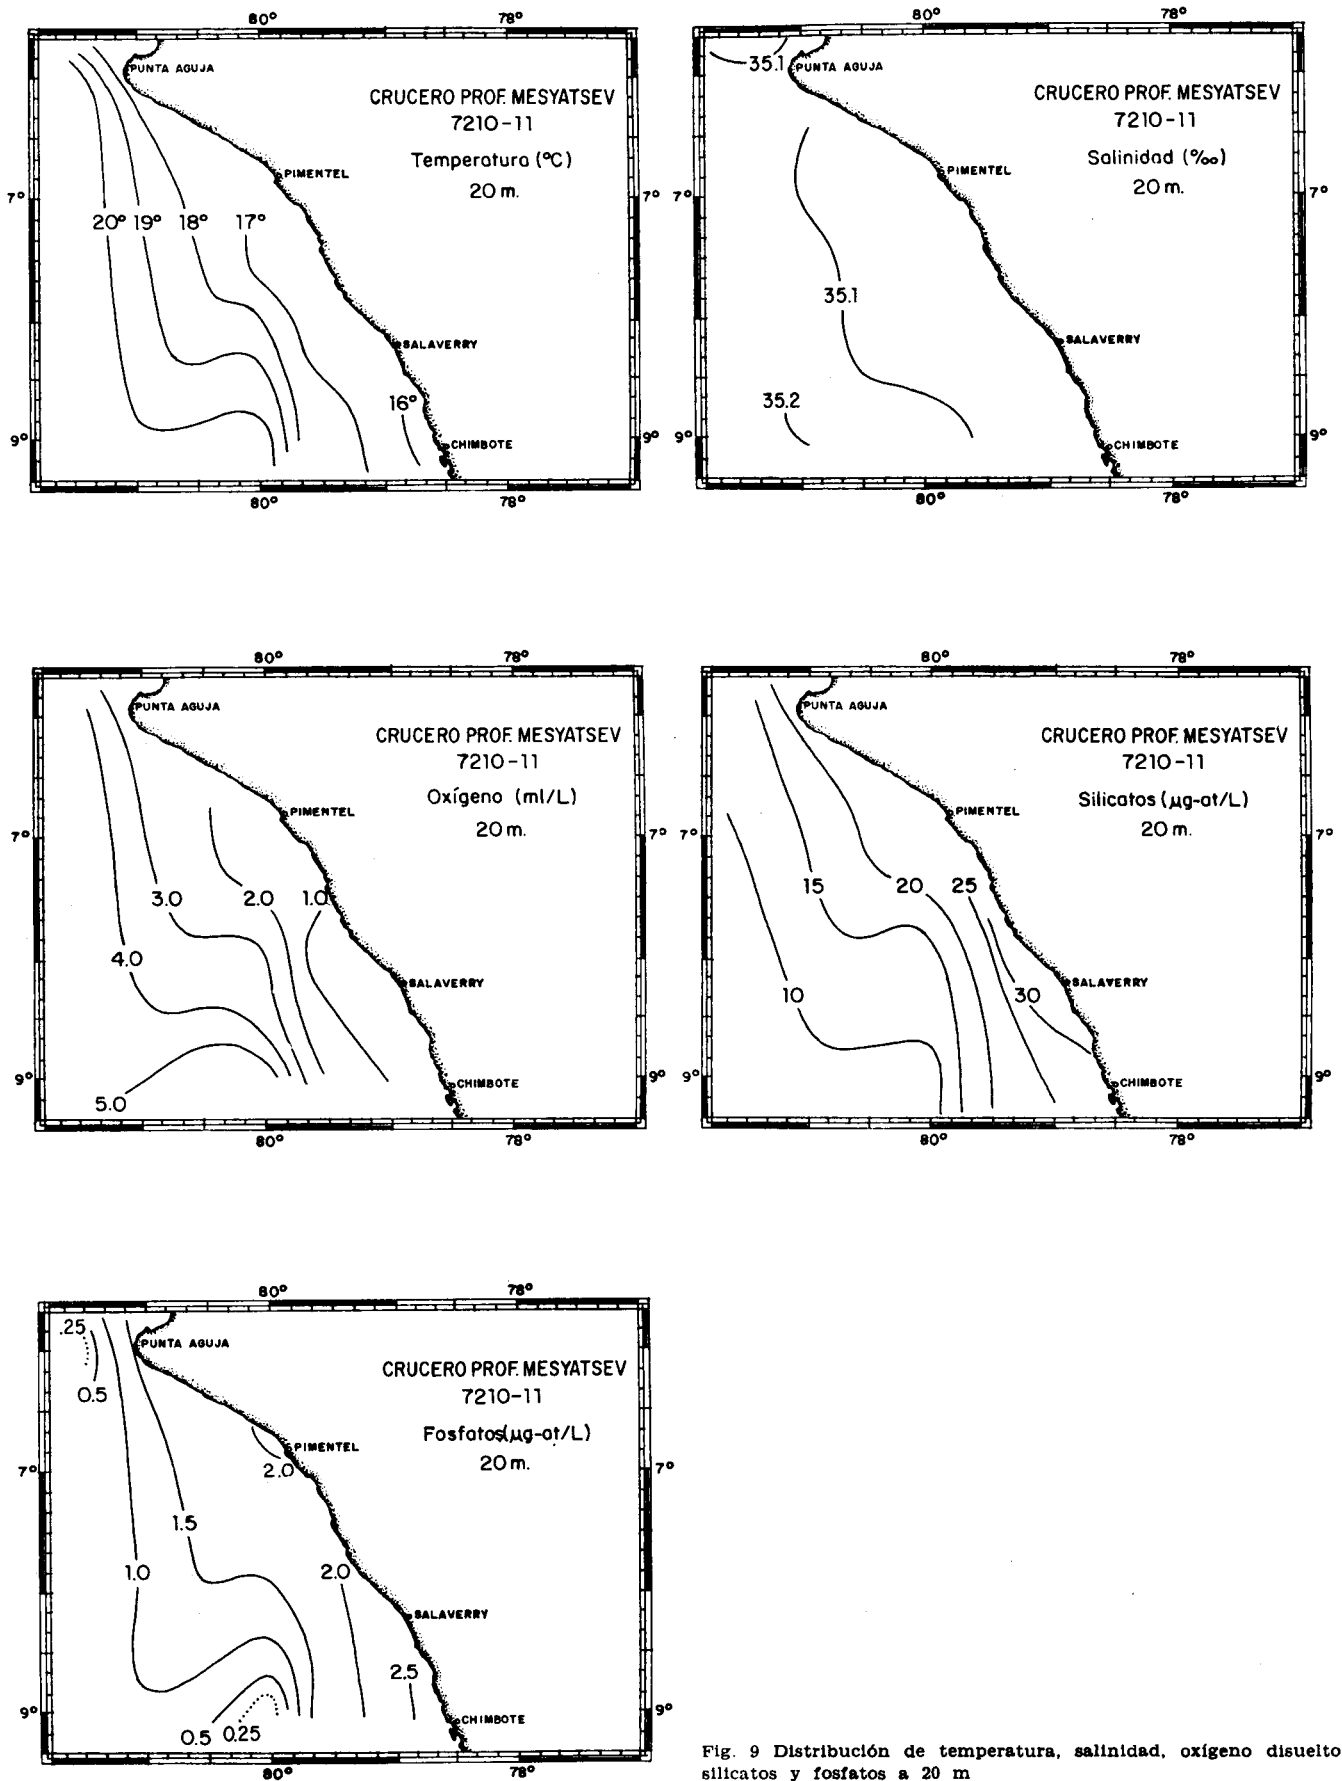 80°
78°
PUNTA AGUJA
CRUCERO PROF. MESYATSEV
7210-11
Temperatura (°C)
20 m.
PIMENTEL
7°
7°
20° 19° 18° 17°
SALAVERRY
16°
9°
CHIMBOTE
9°
80°
78°
80°
78°
35.1
PUNTA AGUJA
CRUCERO PROF. MESYATSEV
7210-11
Salinidad (‰)
20 m.
PIMENTEL
7°
35.1
SALAVERRY
35.2
9°
CHIMBOTE
80°
78°
80°
78°
PUNTA AGUJA
CRUCERO PROF. MESYATSEV
7210-11
Oxígeno (ml/L)
20 m.
PIMENTEL
7°
7°
3.0 2.0 1.0
4.0
SALAVERRY
9°
CHIMBOTE
9°
5.0
80°
78°
80°
78°
PUNTA AGUJA
CRUCERO PROF. MESYATSEV
7210-11
Silicatos (µg-at/L)
20 m.
PIMENTEL
7°
7°
15 20 25
10
30
SALAVERRY
9°
CHIMBOTE
9°
80°
78°
80°
78°
.25
PUNTA AGUJA
0.5
CRUCERO PROF. MESYATSEV
7210-11
Fosfatos(µg-at/L)
20 m.
PIMENTEL
2.0
7°
7°
1.5
1.0
2.0
SALAVERRY
2.5
9°
CHIMBOTE
9°
0.5 0.25
80°
78°
Fig. 9 Distribución de temperatura, salinidad, oxígeno disuelto
silicatos y fosfatos a 20 m